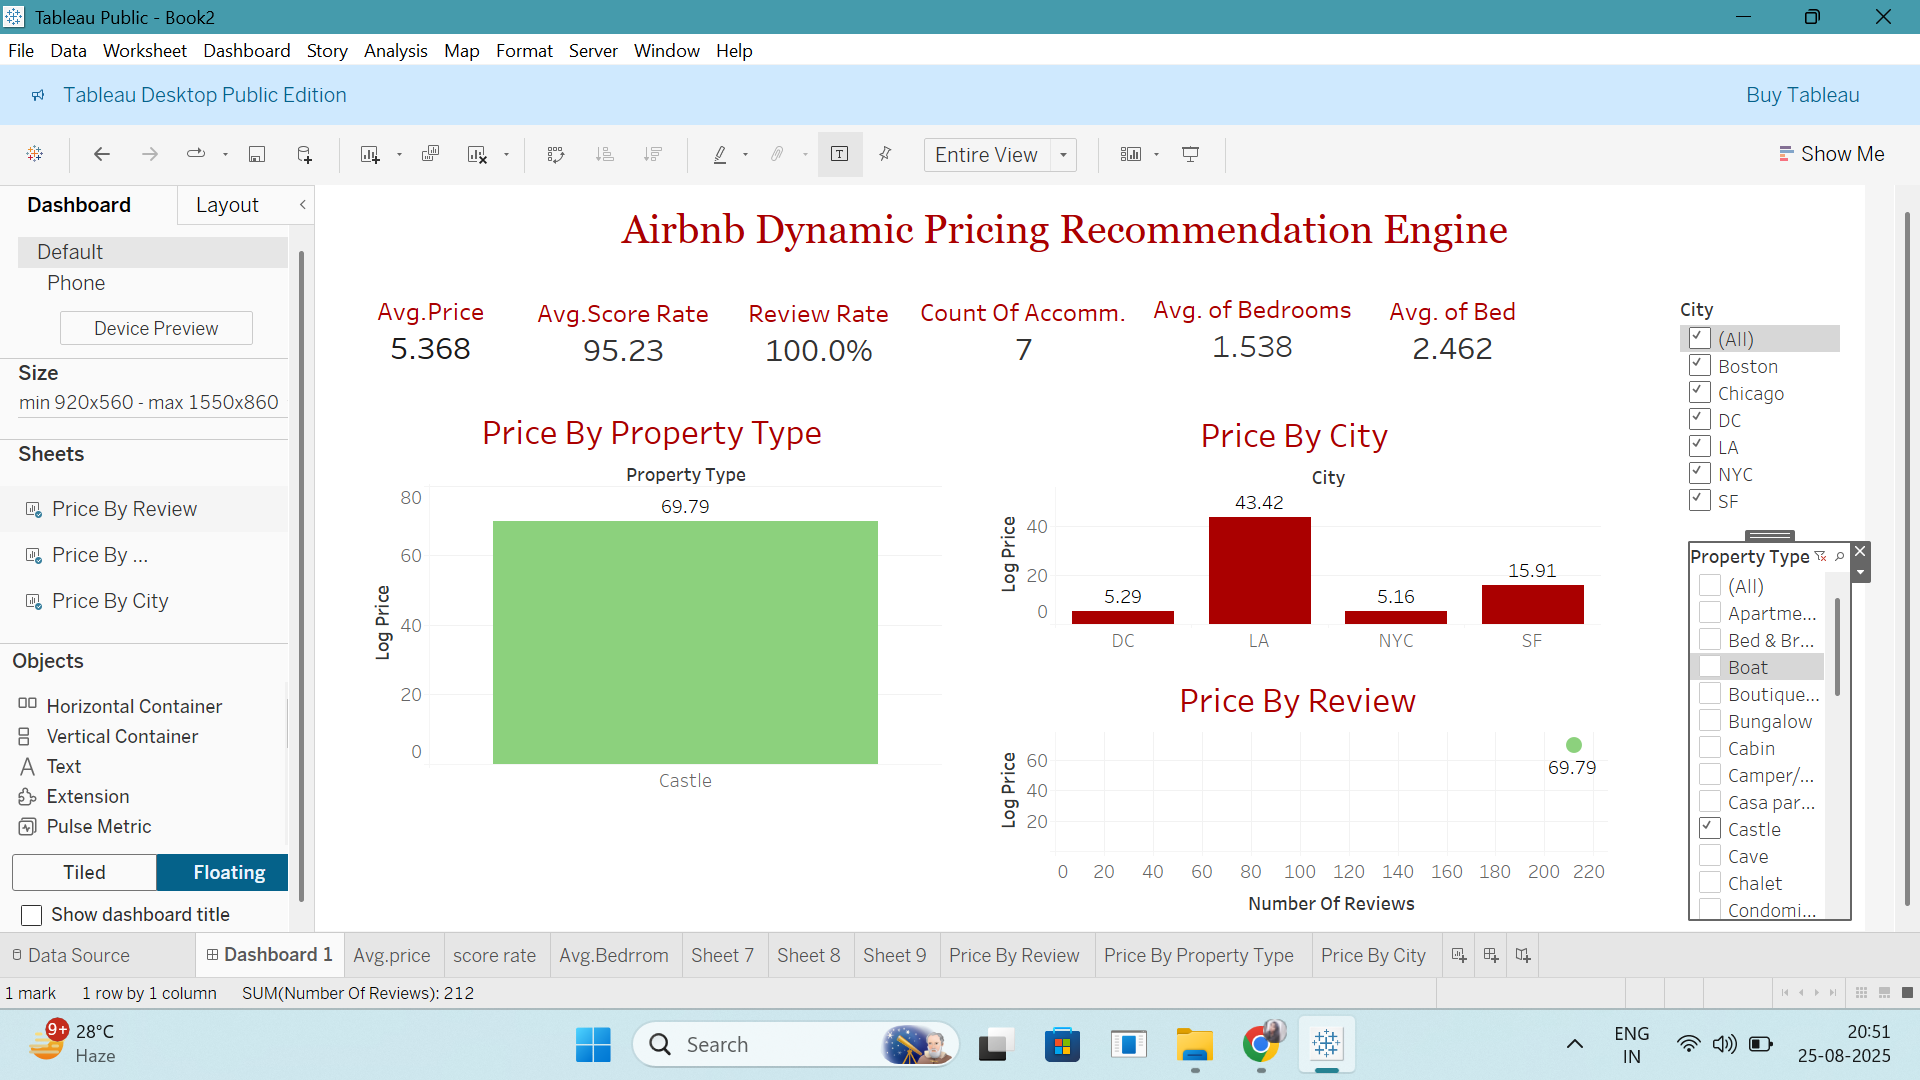 Tableau Public - Book2
File Data Worksheet Dashboard Story Analysis Map Format Server Window Help
Tableau Desktop Public Edition
Buy Tableau
Entire View
Show Me
Dashboard
Layout
Default
Phone
Device Preview
Size
min 920x560 - max 1550x860
Sheets
Price By Review
Price By ...
Price By City
Objects
Horizontal Container
Vertical Container
Text
Extension
Pulse Metric
Tiled
Floating
Show dashboard title
Airbnb Dynamic Pricing Recommendation Engine
Avg.Price
5.368
Avg.Score Rate
95.23
Review Rate
100.0%
Count Of Accomm.
7
Avg. of Bedrooms
1.538
Avg. of Bed
2.462
Price By Property Type
Property Type
Log Price
80
60
40
20
0
69.79
Castle
Price By City
City
Log Price
40
20
0
5.29
43.42
5.16
15.91
DC
LA
NYC
SF
Price By Review
Log Price
60
40
20
69.79
0 20 40 60 80 100 120 140 160 180 200 220
Number Of Reviews
City
(All)
Boston
Chicago
DC
LA
NYC
SF
Property Type
(All)
Apartme...
Bed & Br...
Boat
Boutique...
Bungalow
Cabin
Camper/...
Casa par...
Castle
Cave
Chalet
Condomi...
Data Source
Dashboard 1
Avg.price
score rate
Avg.Bedrrom
Sheet 7
Sheet 8
Sheet 9
Price By Review
Price By Property Type
Price By City
1 mark 1 row by 1 column SUM(Number Of Reviews): 212
9+
28°C
Haze
Search
ENG
IN
20:51
25-08-2025